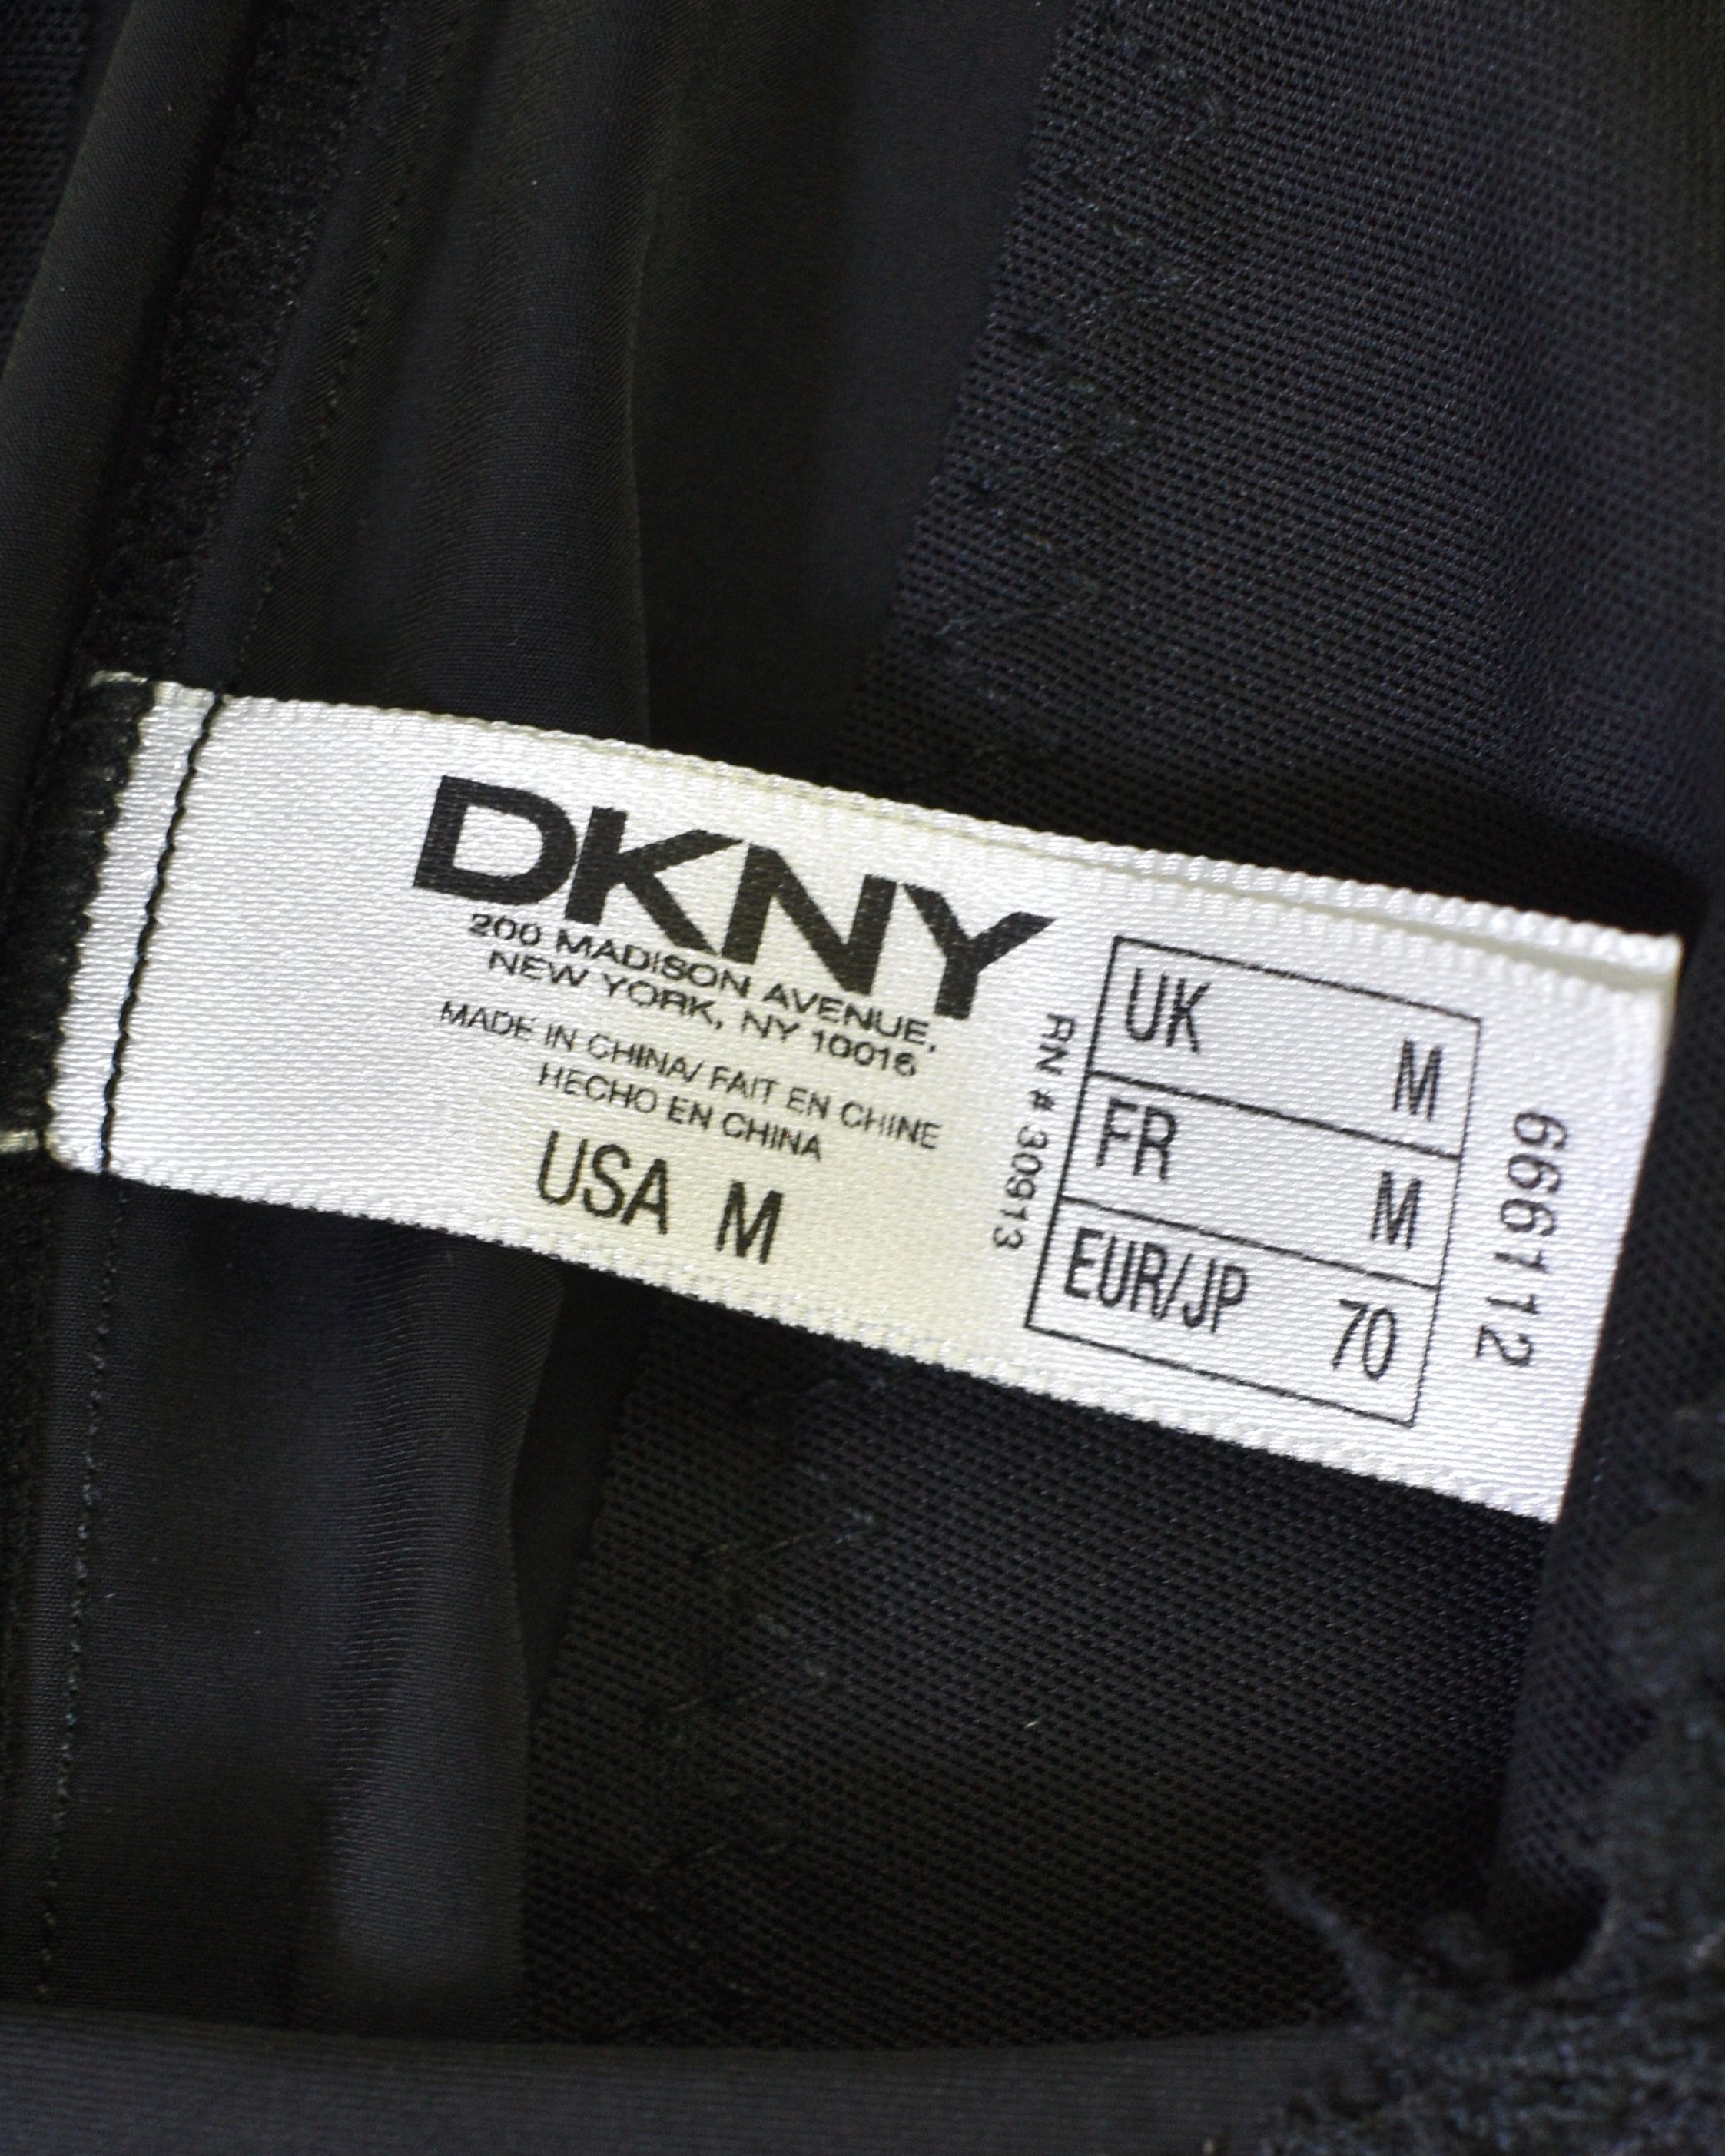 DKNY
200 MADISON AVENUE,
NEW YORK, NY 10016
MADE IN CHINA/ FAIT EN CHINE
HECHO EN CHINA
USA M
RN # 30913
UK M
FR M
EUR/JP 70
666112